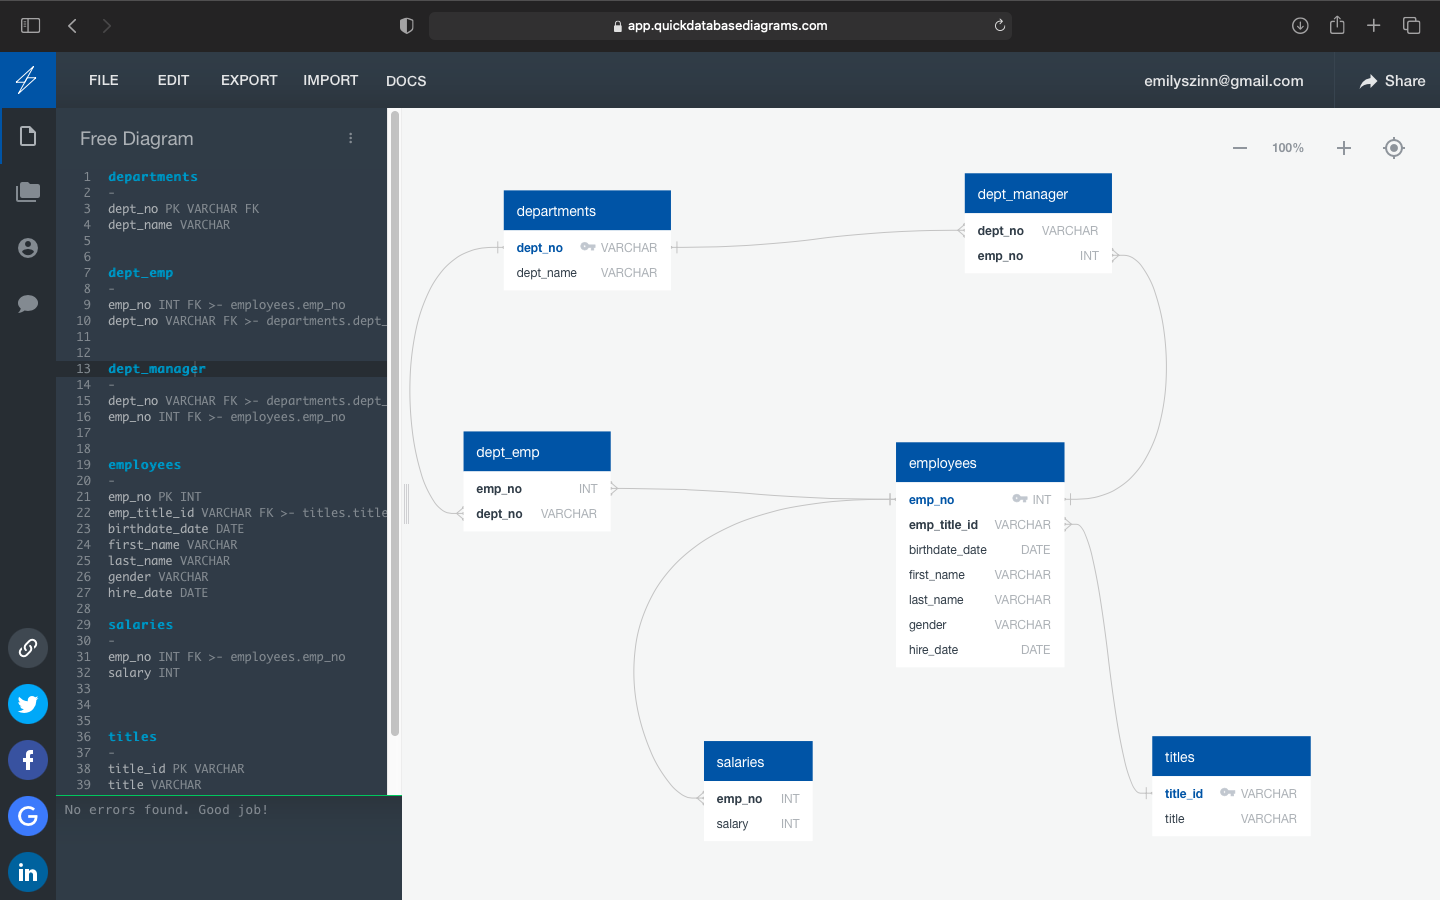 app.quickdatabasediagrams.com
FILE EDIT EXPORT IMPORT DOCS
emilyszinn@gmail.com
Share
Free Diagram
1 departments
2 -
3 dept_no PK VARCHAR FK
4 dept_name VARCHAR
5
6
7 dept_emp
8 -
9 emp_no INT FK >- employees.emp_no
10 dept_no VARCHAR FK >- departments.dept_
11
12
13 dept_manager
14 -
15 dept_no VARCHAR FK >- departments.dept_
16 emp_no INT FK >- employees.emp_no
17
18
19 employees
20 -
21 emp_no PK INT
22 emp_title_id VARCHAR FK >- titles.title
23 birthdate_date DATE
24 first_name VARCHAR
25 last_name VARCHAR
26 gender VARCHAR
27 hire_date DATE
28
29 salaries
30 -
31 emp_no INT FK >- employees.emp_no
32 salary INT
33
34
35
36 titles
37 -
38 title_id PK VARCHAR
39 title VARCHAR
No errors found. Good job!
100%
departments
dept_no VARCHAR
dept_name VARCHAR
dept_manager
dept_no VARCHAR
emp_no INT
dept_emp
emp_no INT
dept_no VARCHAR
employees
emp_no INT
emp_title_id VARCHAR
birthdate_date DATE
first_name VARCHAR
last_name VARCHAR
gender VARCHAR
hire_date DATE
salaries
emp_no INT
salary INT
titles
title_id VARCHAR
title VARCHAR
f
G
in